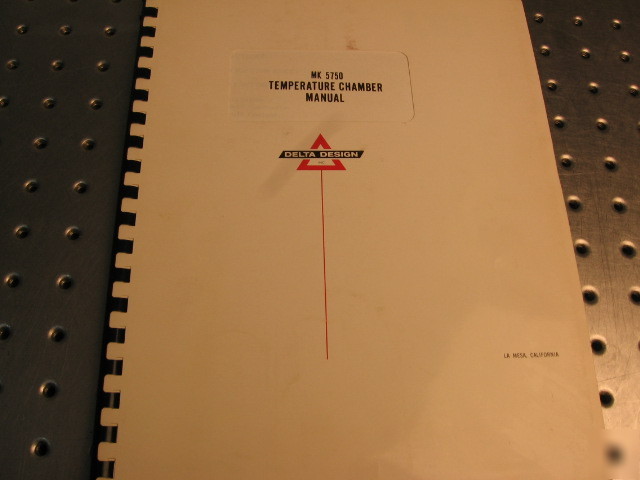 MK 5750
TEMPERATURE CHAMBER
MANUAL
DELTA DESIGN
LA MESA, CALIFORNIA